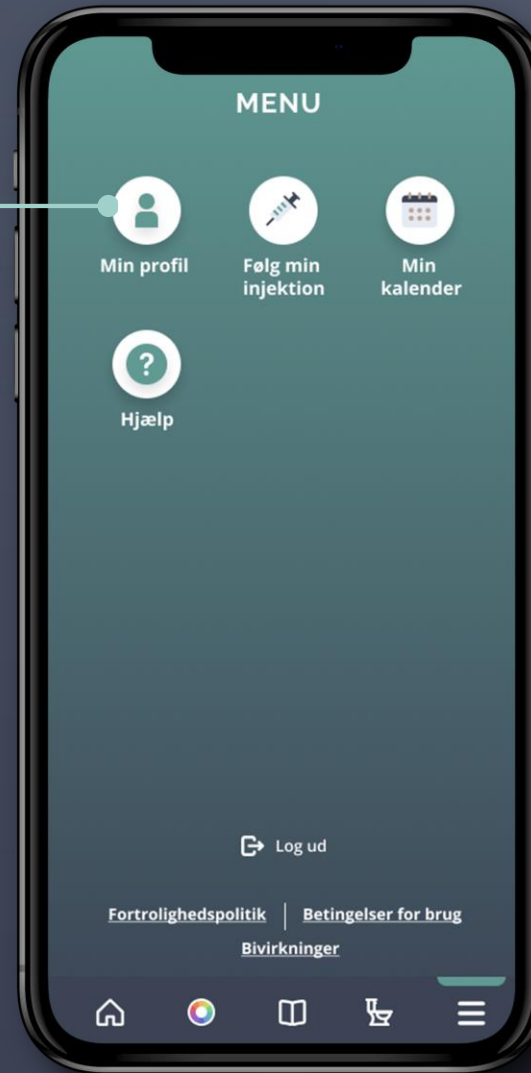 MENU
Min profil
Følg min
injektion
Min
kalender
?
Hjælp
Log ud
Fortrolighedspolitik | Betingelser for brug
Bivirkninger